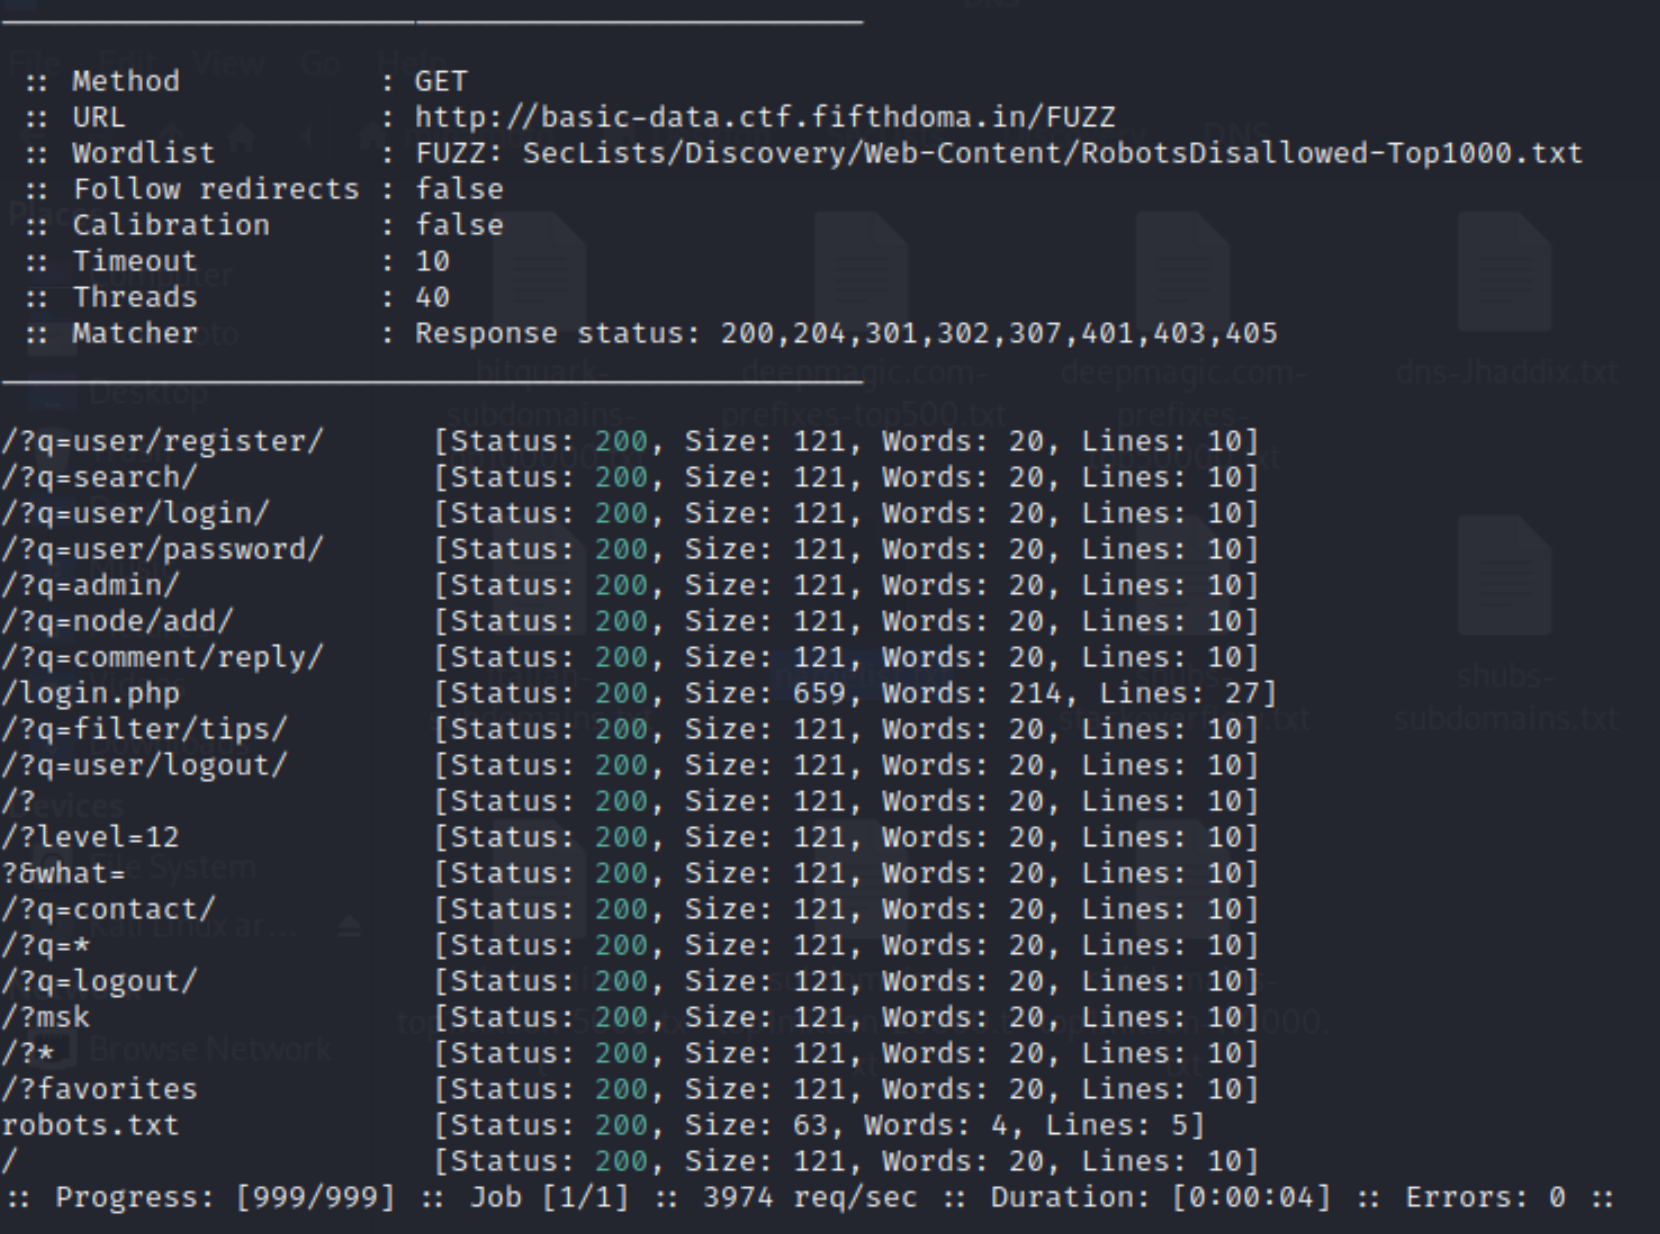 :: Method : GET
:: URL : http://basic-data.ctf.fifthdoma.in/FUZZ
:: Wordlist : FUZZ: SecLists/Discovery/Web-Content/RobotsDisallowed-Top1000.txt
:: Follow redirects : false
:: Calibration : false
:: Timeout : 10
:: Threads : 40
:: Matcher : Response status: 200,204,301,302,307,401,403,405
/?q=user/register/ [Status: 200, Size: 121, Words: 20, Lines: 10]
/?q=search/ [Status: 200, Size: 121, Words: 20, Lines: 10]
/?q=user/login/ [Status: 200, Size: 121, Words: 20, Lines: 10]
/?q=user/password/ [Status: 200, Size: 121, Words: 20, Lines: 10]
/?q=admin/ [Status: 200, Size: 121, Words: 20, Lines: 10]
/?q=node/add/ [Status: 200, Size: 121, Words: 20, Lines: 10]
/?q=comment/reply/ [Status: 200, Size: 121, Words: 20, Lines: 10]
/login.php [Status: 200, Size: 659, Words: 214, Lines: 27]
/?q=filter/tips/ [Status: 200, Size: 121, Words: 20, Lines: 10]
/?q=user/logout/ [Status: 200, Size: 121, Words: 20, Lines: 10]
/? [Status: 200, Size: 121, Words: 20, Lines: 10]
/?level=12 [Status: 200, Size: 121, Words: 20, Lines: 10]
?&what= [Status: 200, Size: 121, Words: 20, Lines: 10]
/?q=contact/ [Status: 200, Size: 121, Words: 20, Lines: 10]
/?q=* [Status: 200, Size: 121, Words: 20, Lines: 10]
/?q=logout/ [Status: 200, Size: 121, Words: 20, Lines: 10]
/?msk [Status: 200, Size: 121, Words: 20, Lines: 10]
/?* [Status: 200, Size: 121, Words: 20, Lines: 10]
/?favorites [Status: 200, Size: 121, Words: 20, Lines: 10]
robots.txt [Status: 200, Size: 63, Words: 4, Lines: 5]
/ [Status: 200, Size: 121, Words: 20, Lines: 10]
:: Progress: [999/999] :: Job [1/1] :: 3974 req/sec :: Duration: [0:00:04] :: Errors: 0 ::